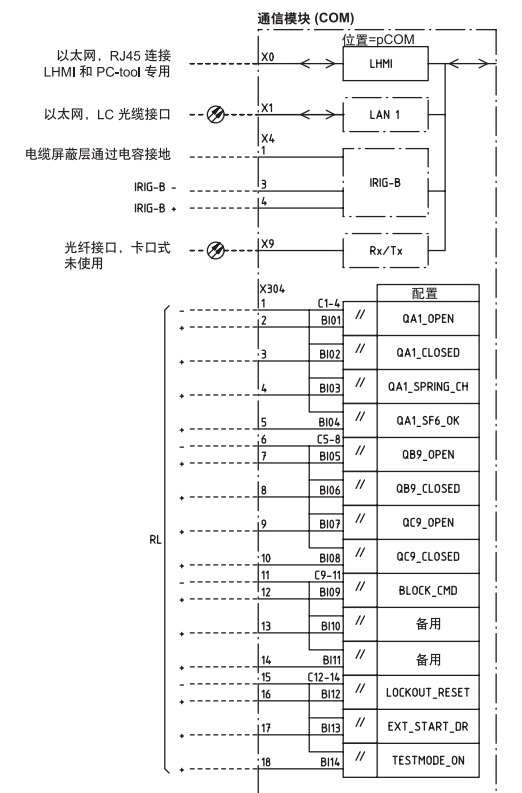 通信模块 (COM)
位置=pCOM
以太网，RJ45 连接
LHMI 和 PC-tool 专用
X0
LHMI
以太网，LC 光缆接口
X1
LAN 1
X4
电缆屏蔽层通过电容接地
1
IRIG-B -
3
IRIG-B
IRIG-B +
4
光纤接口，卡口式
未使用
X9
Rx/Tx
X304
配置
- 1 C1-4
+ 2 BI01 // QA1_OPEN
+ 3 BI02 // QA1_CLOSED
+ 4 BI03 // QA1_SPRING_CH
+ 5 BI04 // QA1_SF6_OK
- 6 C5-8
+ 7 BI05 // QB9_OPEN
+ 8 BI06 // QB9_CLOSED
+ 9 BI07 // QC9_OPEN
RL
+ 10 BI08 // QC9_CLOSED
- 11 C9-11
+ 12 BI09 // BLOCK_CMD
+ 13 BI10 // 备用
+ 14 BI11 // 备用
- 15 C12-14
+ 16 BI12 // LOCKOUT_RESET
+ 17 BI13 // EXT_START_DR
+ 18 BI14 // TESTMODE_ON